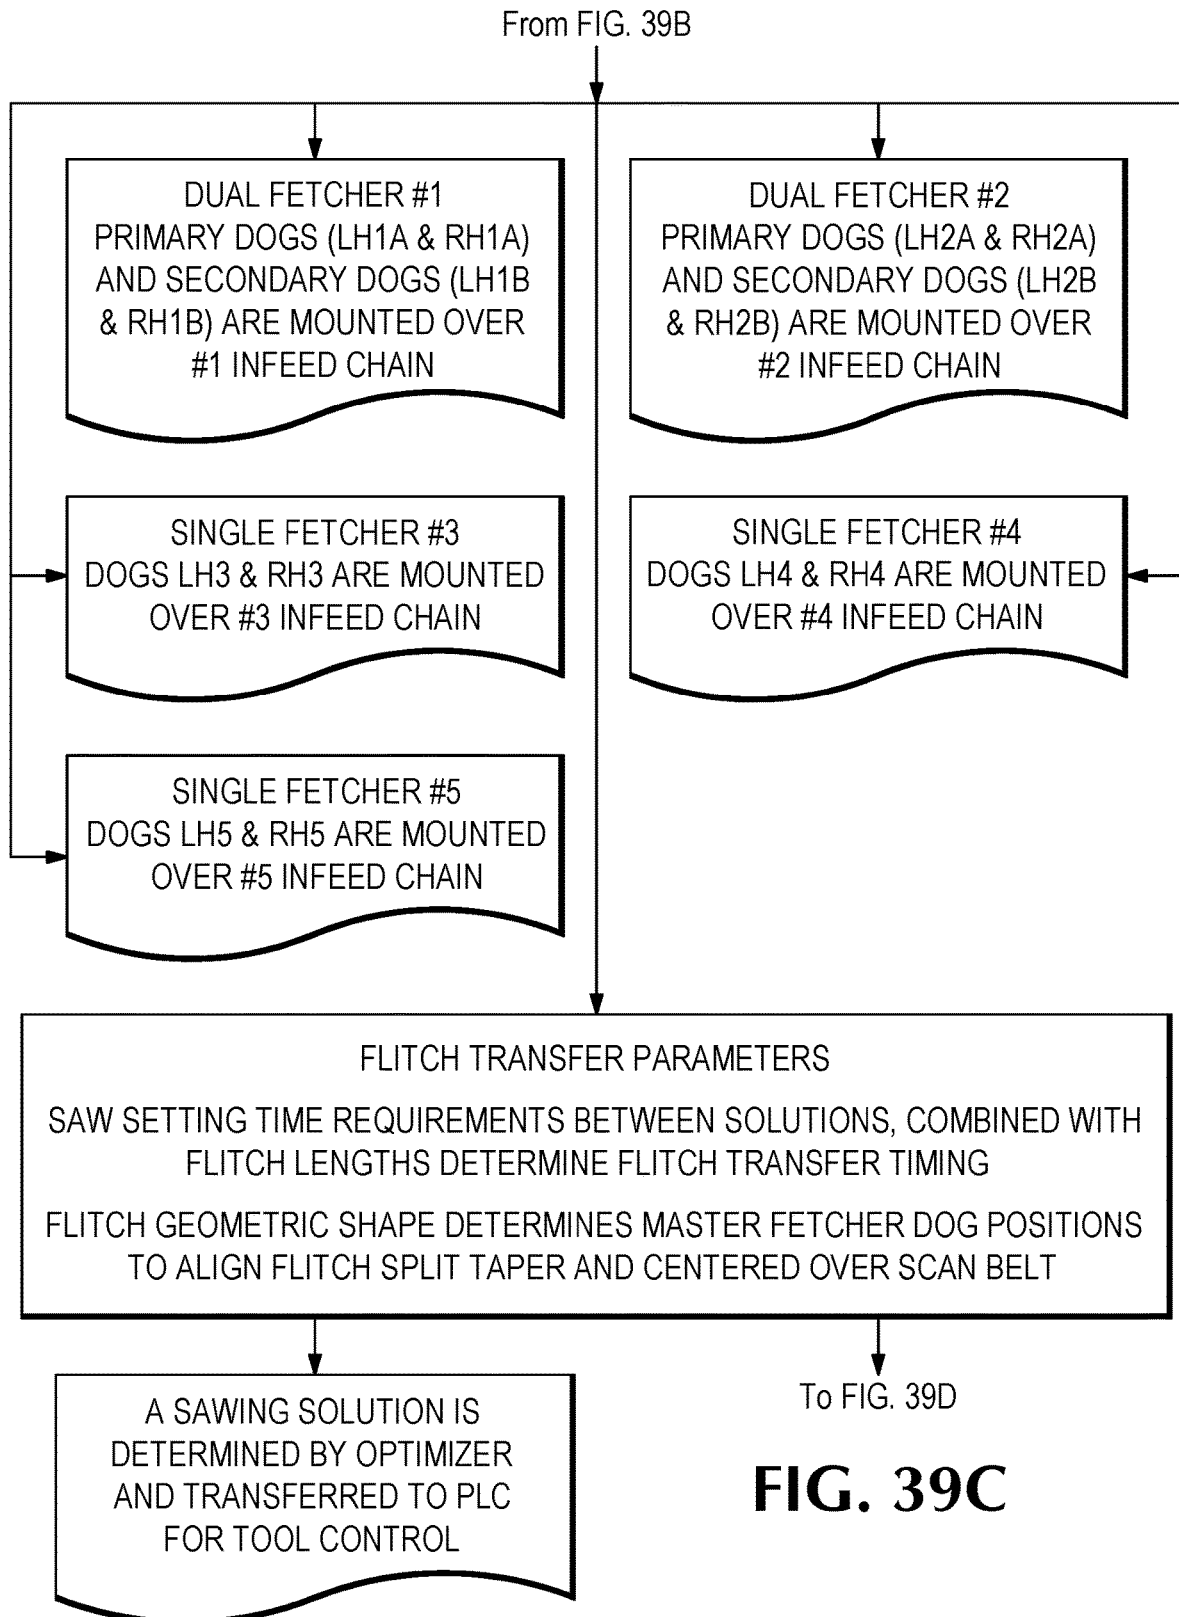 From FIG. 39B
DUAL FETCHER #1
PRIMARY DOGS (LH1A & RH1A)
AND SECONDARY DOGS (LH1B
& RH1B) ARE MOUNTED OVER
#1 INFEED CHAIN
DUAL FETCHER #2
PRIMARY DOGS (LH2A & RH2A)
AND SECONDARY DOGS (LH2B
& RH2B) ARE MOUNTED OVER
#2 INFEED CHAIN
SINGLE FETCHER #3
DOGS LH3 & RH3 ARE MOUNTED
OVER #3 INFEED CHAIN
SINGLE FETCHER #4
DOGS LH4 & RH4 ARE MOUNTED
OVER #4 INFEED CHAIN
SINGLE FETCHER #5
DOGS LH5 & RH5 ARE MOUNTED
OVER #5 INFEED CHAIN
FLITCH TRANSFER PARAMETERS
SAW SETTING TIME REQUIREMENTS BETWEEN SOLUTIONS, COMBINED WITH
FLITCH LENGTHS DETERMINE FLITCH TRANSFER TIMING
FLITCH GEOMETRIC SHAPE DETERMINES MASTER FETCHER DOG POSITIONS
TO ALIGN FLITCH SPLIT TAPER AND CENTERED OVER SCAN BELT
A SAWING SOLUTION IS
DETERMINED BY OPTIMIZER
AND TRANSFERRED TO PLC
FOR TOOL CONTROL
To FIG. 39D
FIG. 39C